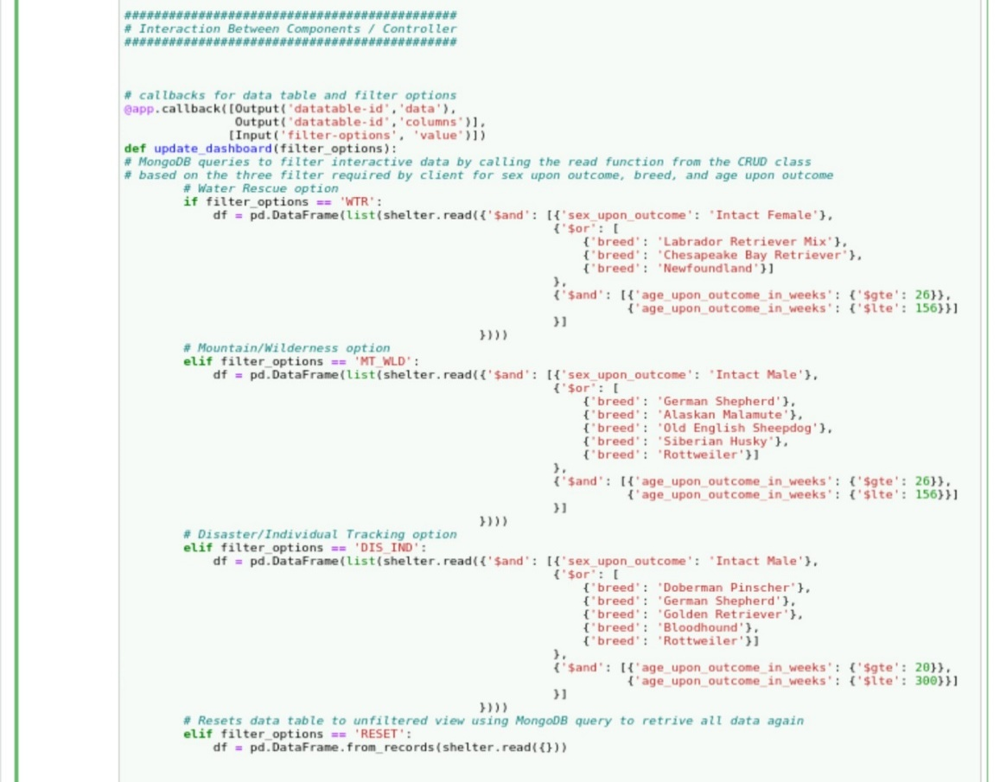 ############################################
# Interaction Between Components / Controller
############################################
# callbacks for data table and filter options
@app.callback([Output('datatable-id','data'),
               Output('datatable-id','columns')],
              [Input('filter-options', 'value')])
def update_dashboard(filter_options):
# MongoDB queries to filter interactive data by calling the read function from the CRUD class
# based on the three filter required by client for sex upon outcome, breed, and age upon outcome
        # Water Rescue option
        if filter_options == 'WTR':
            df = pd.DataFrame(list(shelter.read({'$and': [{'sex_upon_outcome': 'Intact Female'},
                                                          {'$or': [
                                                              {'breed': 'Labrador Retriever Mix'},
                                                              {'breed': 'Chesapeake Bay Retriever'},
                                                              {'breed': 'Newfoundland'}]
                                                          },
                                                          {'$and': [{'age_upon_outcome_in_weeks': {'$gte': 26}},
                                                                    {'age_upon_outcome_in_weeks': {'$lte': 156}}]
                                                          }]
                                                })))
        # Mountain/Wilderness option
        elif filter_options == 'MT_WLD':
            df = pd.DataFrame(list(shelter.read({'$and': [{'sex_upon_outcome': 'Intact Male'},
                                                          {'$or': [
                                                              {'breed': 'German Shepherd'},
                                                              {'breed': 'Alaskan Malamute'},
                                                              {'breed': 'Old English Sheepdog'},
                                                              {'breed': 'Siberian Husky'},
                                                              {'breed': 'Rottweiler'}]
                                                          },
                                                          {'$and': [{'age_upon_outcome_in_weeks': {'$gte': 26}},
                                                                    {'age_upon_outcome_in_weeks': {'$lte': 156}}]
                                                          }]
                                                })))
        # Disaster/Individual Tracking option
        elif filter_options == 'DIS_IND':
            df = pd.DataFrame(list(shelter.read({'$and': [{'sex_upon_outcome': 'Intact Male'},
                                                          {'$or': [
                                                              {'breed': 'Doberman Pinscher'},
                                                              {'breed': 'German Shepherd'},
                                                              {'breed': 'Golden Retriever'},
                                                              {'breed': 'Bloodhound'},
                                                              {'breed': 'Rottweiler'}]
                                                          },
                                                          {'$and': [{'age_upon_outcome_in_weeks': {'$gte': 20}},
                                                                    {'age_upon_outcome_in_weeks': {'$lte': 300}}]
                                                          }]
                                                })))
        # Resets data table to unfiltered view using MongoDB query to retrive all data again
        elif filter_options == 'RESET':
            df = pd.DataFrame.from_records(shelter.read({}))